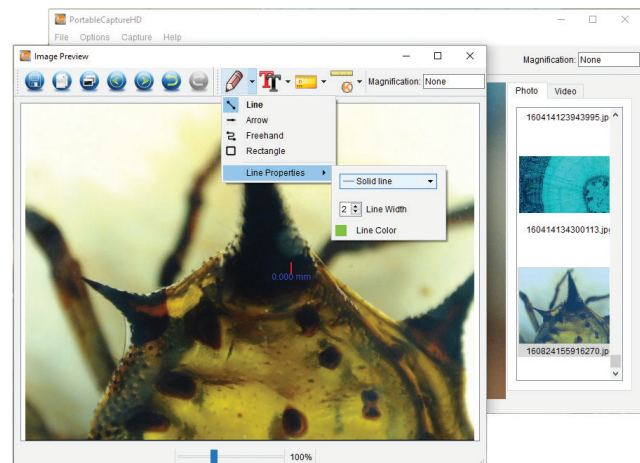 PortableCaptureHD
File Options Capture Help
Image Preview
Magnification: None
Magnification: None
Line
Arrow
Freehand
Rectangle
Line Properties
Solid line
2 Line Width
Line Color
0.000 mm
100%
Photo Video
160414123943995.jp
160414134300113.jp
160824155916270.jp